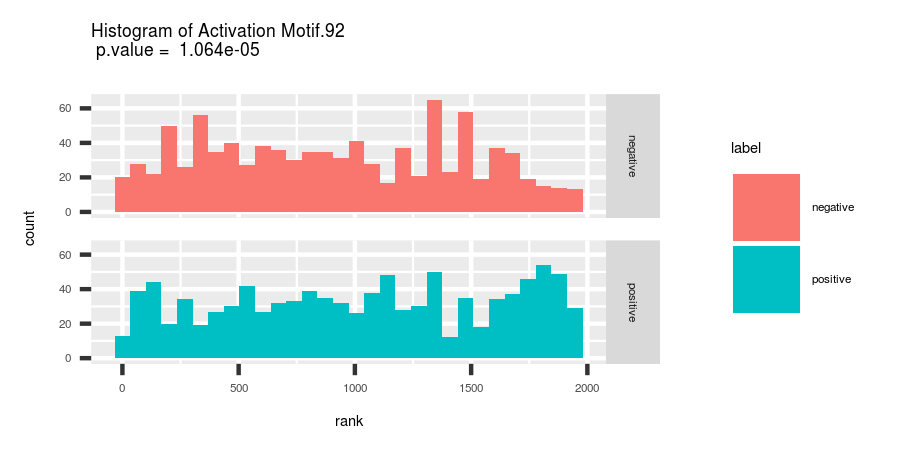 Histogram of Activation Motif.92
p.value = 1.064e-05
count
60
40
20
0
negative
60
40
20
0
positive
0 500 1000 1500 2000
rank
label
negative
positive